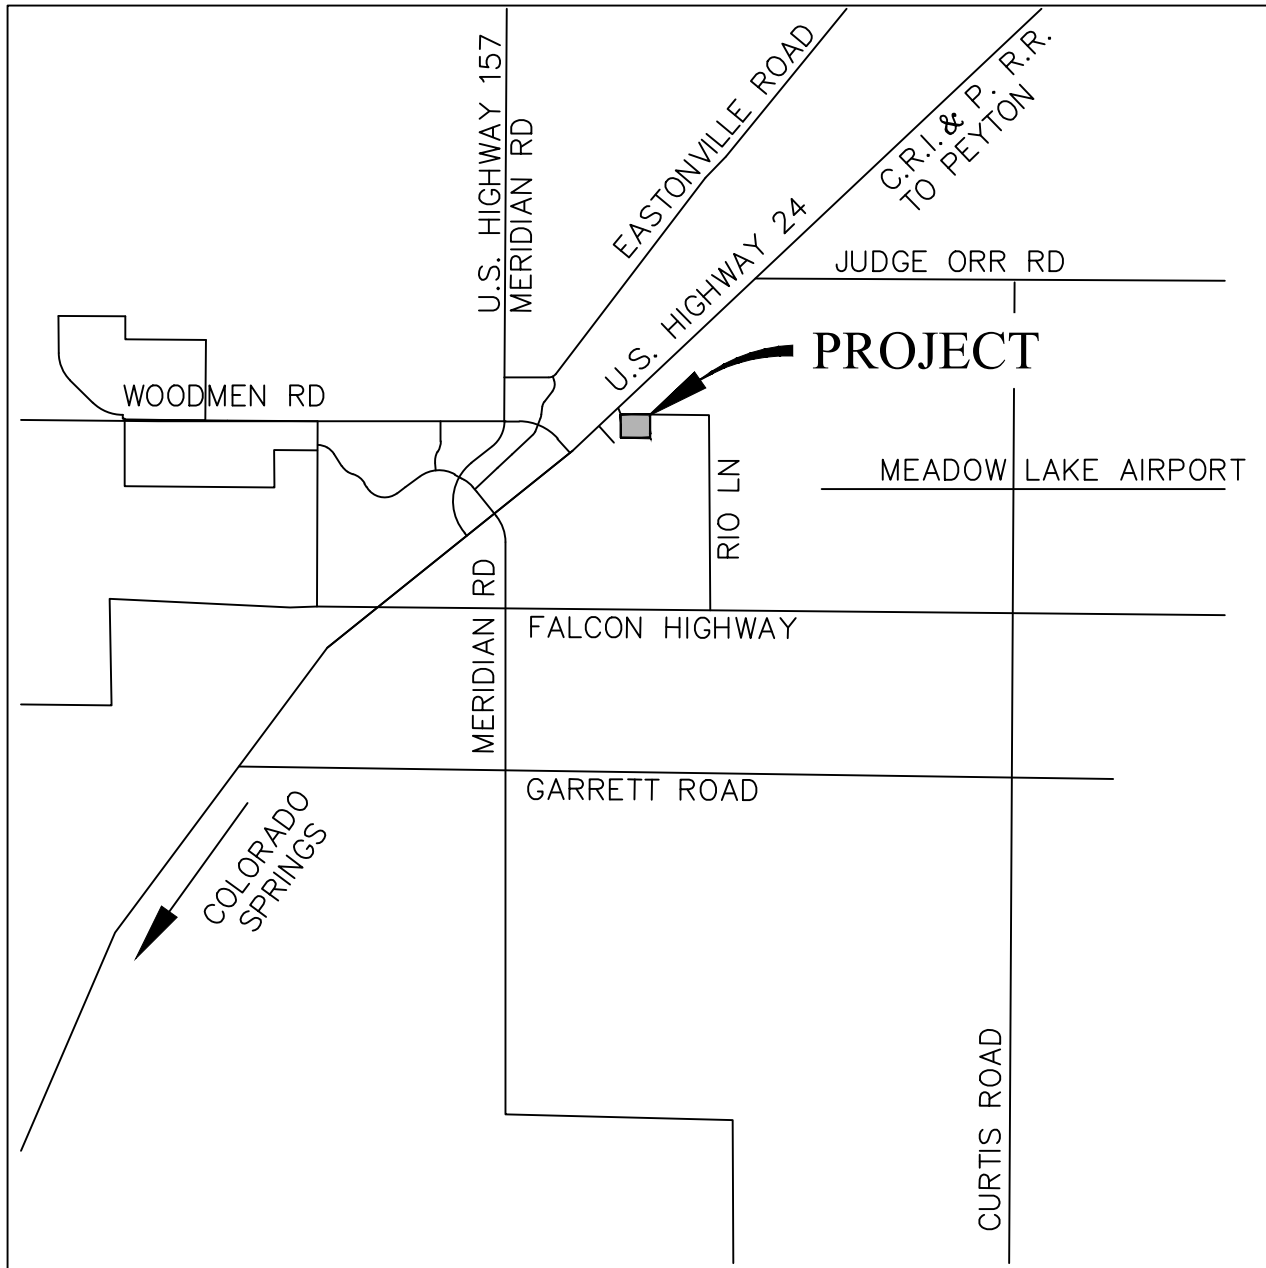 U.S. HIGHWAY 157
MERIDIAN RD
EASTONVILLE ROAD
C.R.I. & P. R.R.
TO PEYTON
U.S. HIGHWAY 24
JUDGE ORR RD
PROJECT
WOODMEN RD
MEADOW LAKE AIRPORT
RIO LN
MERIDIAN RD
FALCON HIGHWAY
GARRETT ROAD
COLORADO
SPRINGS
CURTIS ROAD